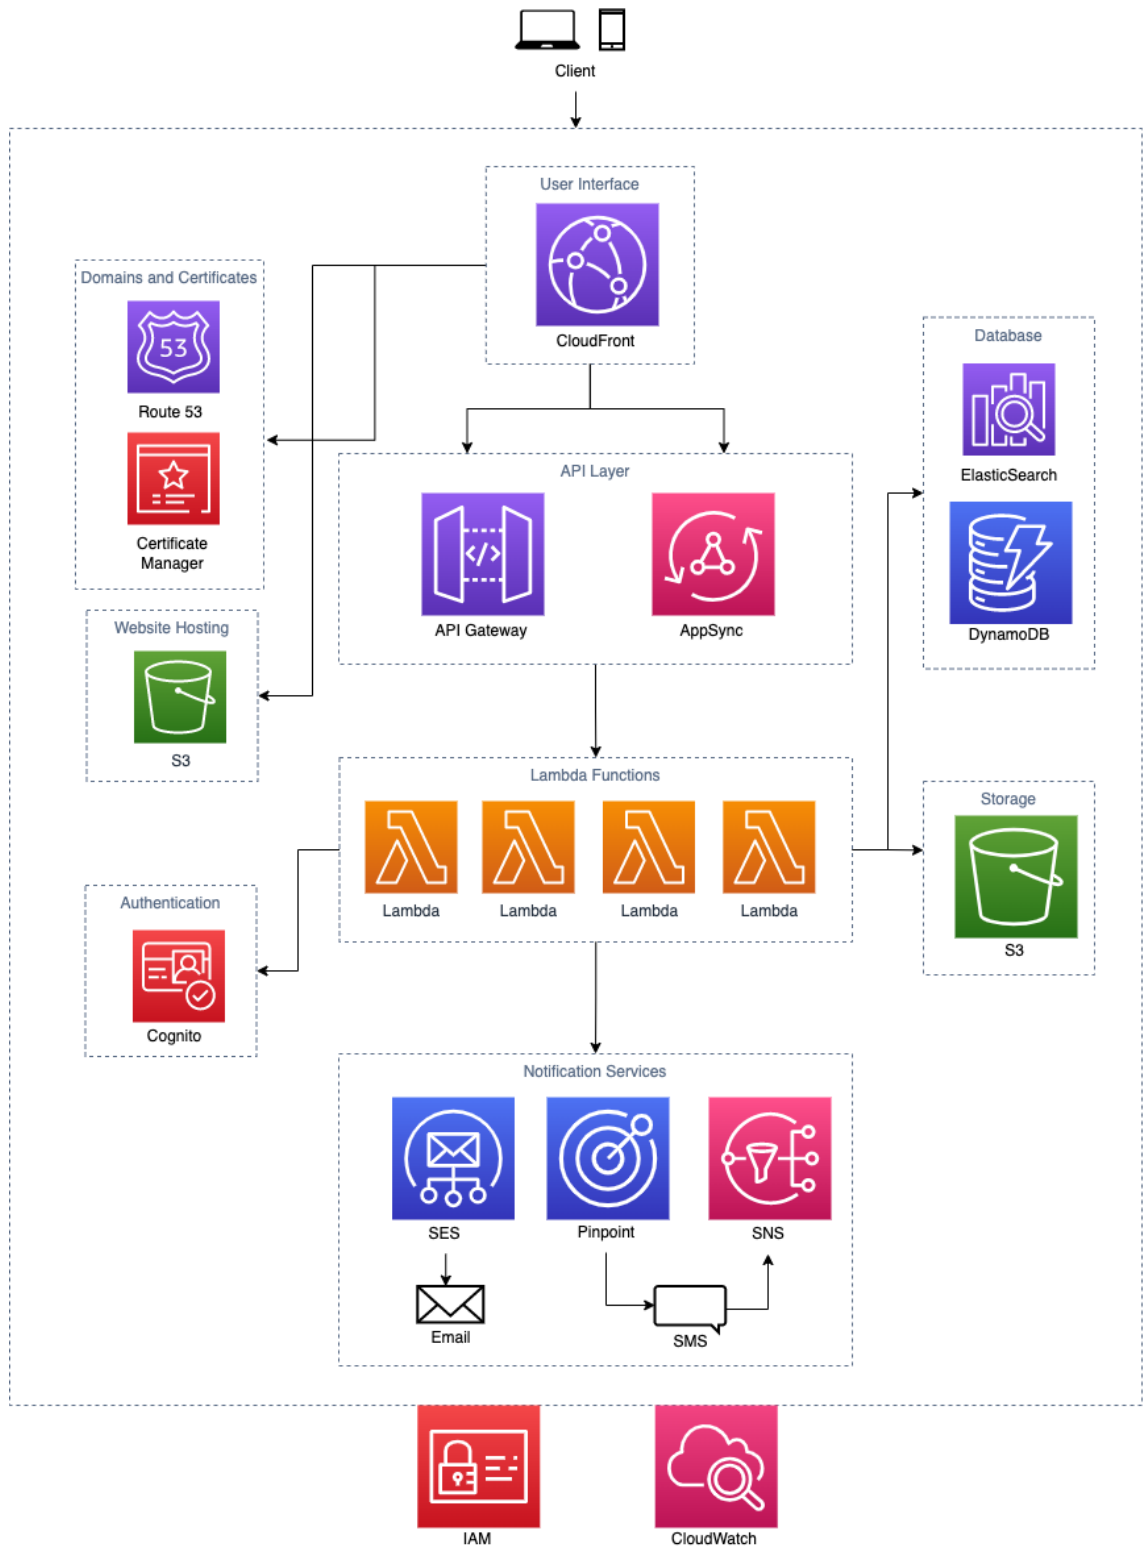 Client
User Interface
CloudFront
Domains and Certificates
53
Route 53
Certificate
Manager
Database
ElasticSearch
DynamoDB
API Layer
</>
API Gateway
AppSync
Website Hosting
S3
Lambda Functions
Lambda
Lambda
Lambda
Lambda
Storage
S3
Authentication
Cognito
Notification Services
SES
Pinpoint
SNS
Email
SMS
IAM
CloudWatch